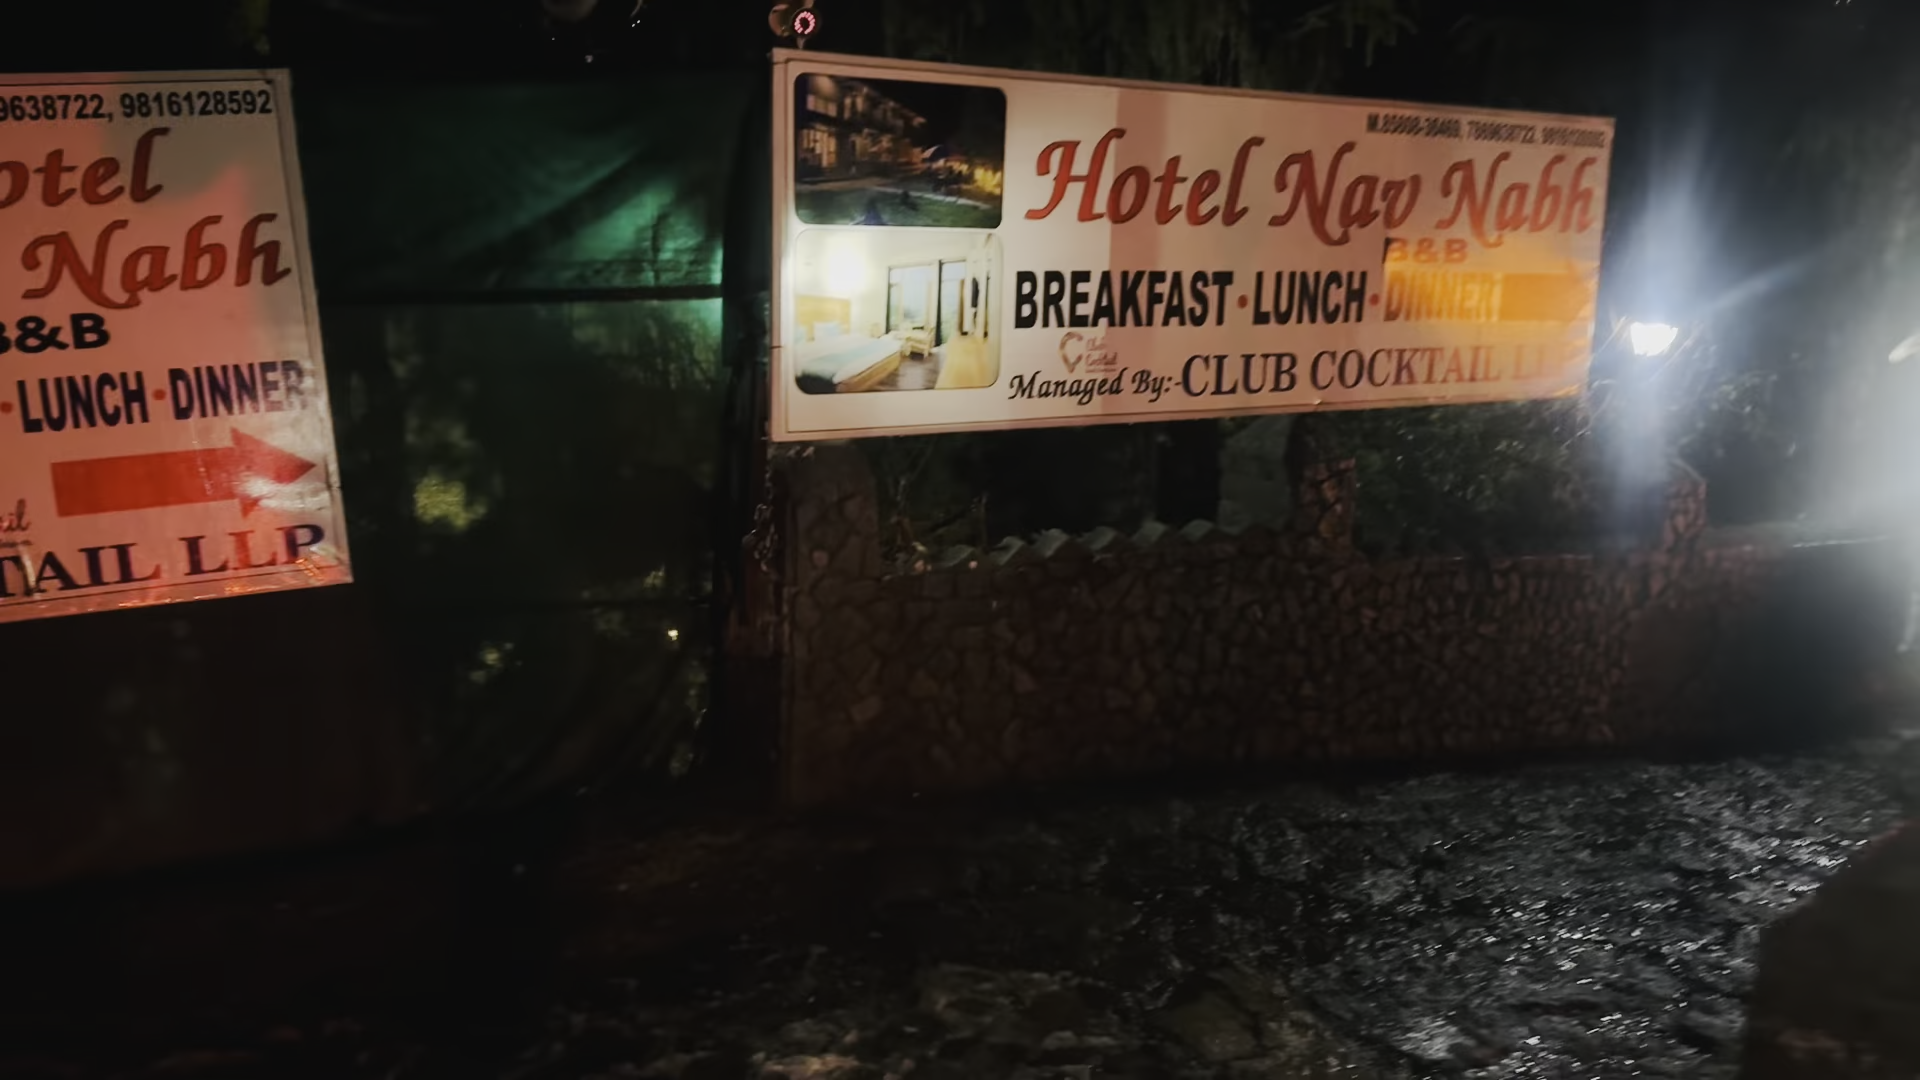 9638722, 9816128592
otel
Nabh
B&B
·LUNCH·DINNER
TAIL LLP
Hotel Nav Nabh
B&B
BREAKFAST·LUNCH·DINNER
Managed By:-CLUB COCKTAIL